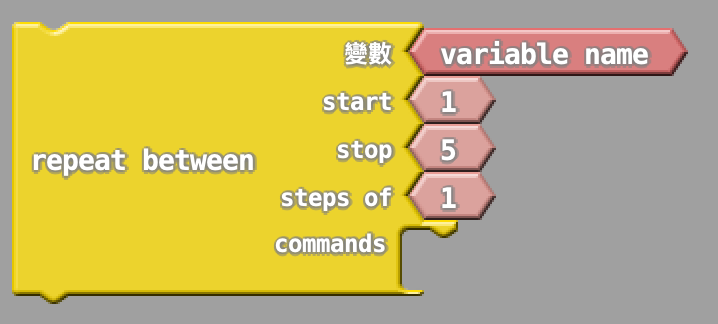 變數 variable name
start 1
stop 5
repeat between
steps of 1
commands